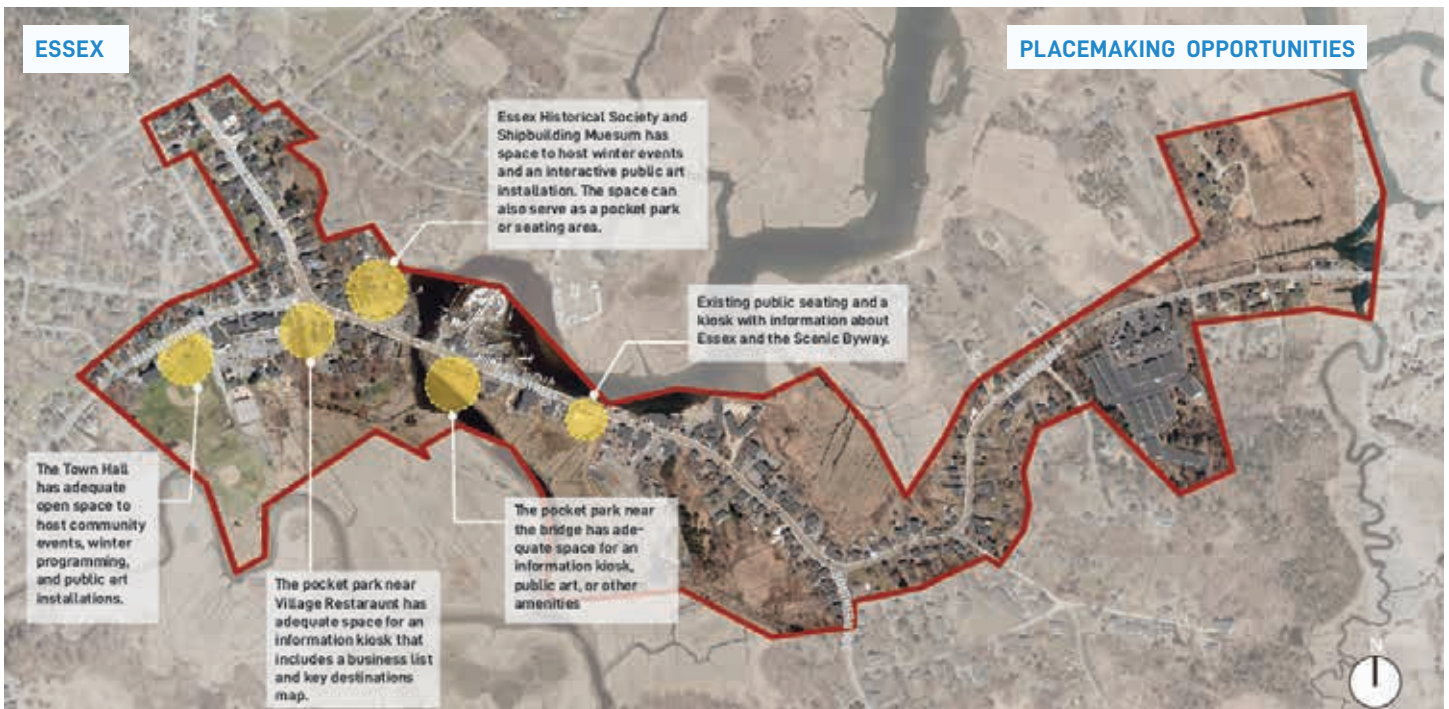 ESSEX
PLACEMAKING OPPORTUNITIES
Essex Historical Society and
Shipbuilding Muesum has
space to host winter events
and an interactive public art
installation. The space can
also serve as a pocket park
or seating area.
Existing public seating and a
kiosk with information about
Essex and the Scenic Byway.
The Town Hall
has adequate
open space to
host community
events, winter
programming,
and public art
installations.
The pocket park near
Village Restaraunt has
adequate space for an
information kiosk that
includes a business list
and key destinations
map.
The pocket park near
the bridge has ade-
quate space for an
information kiosk,
public art, or other
amenities
N